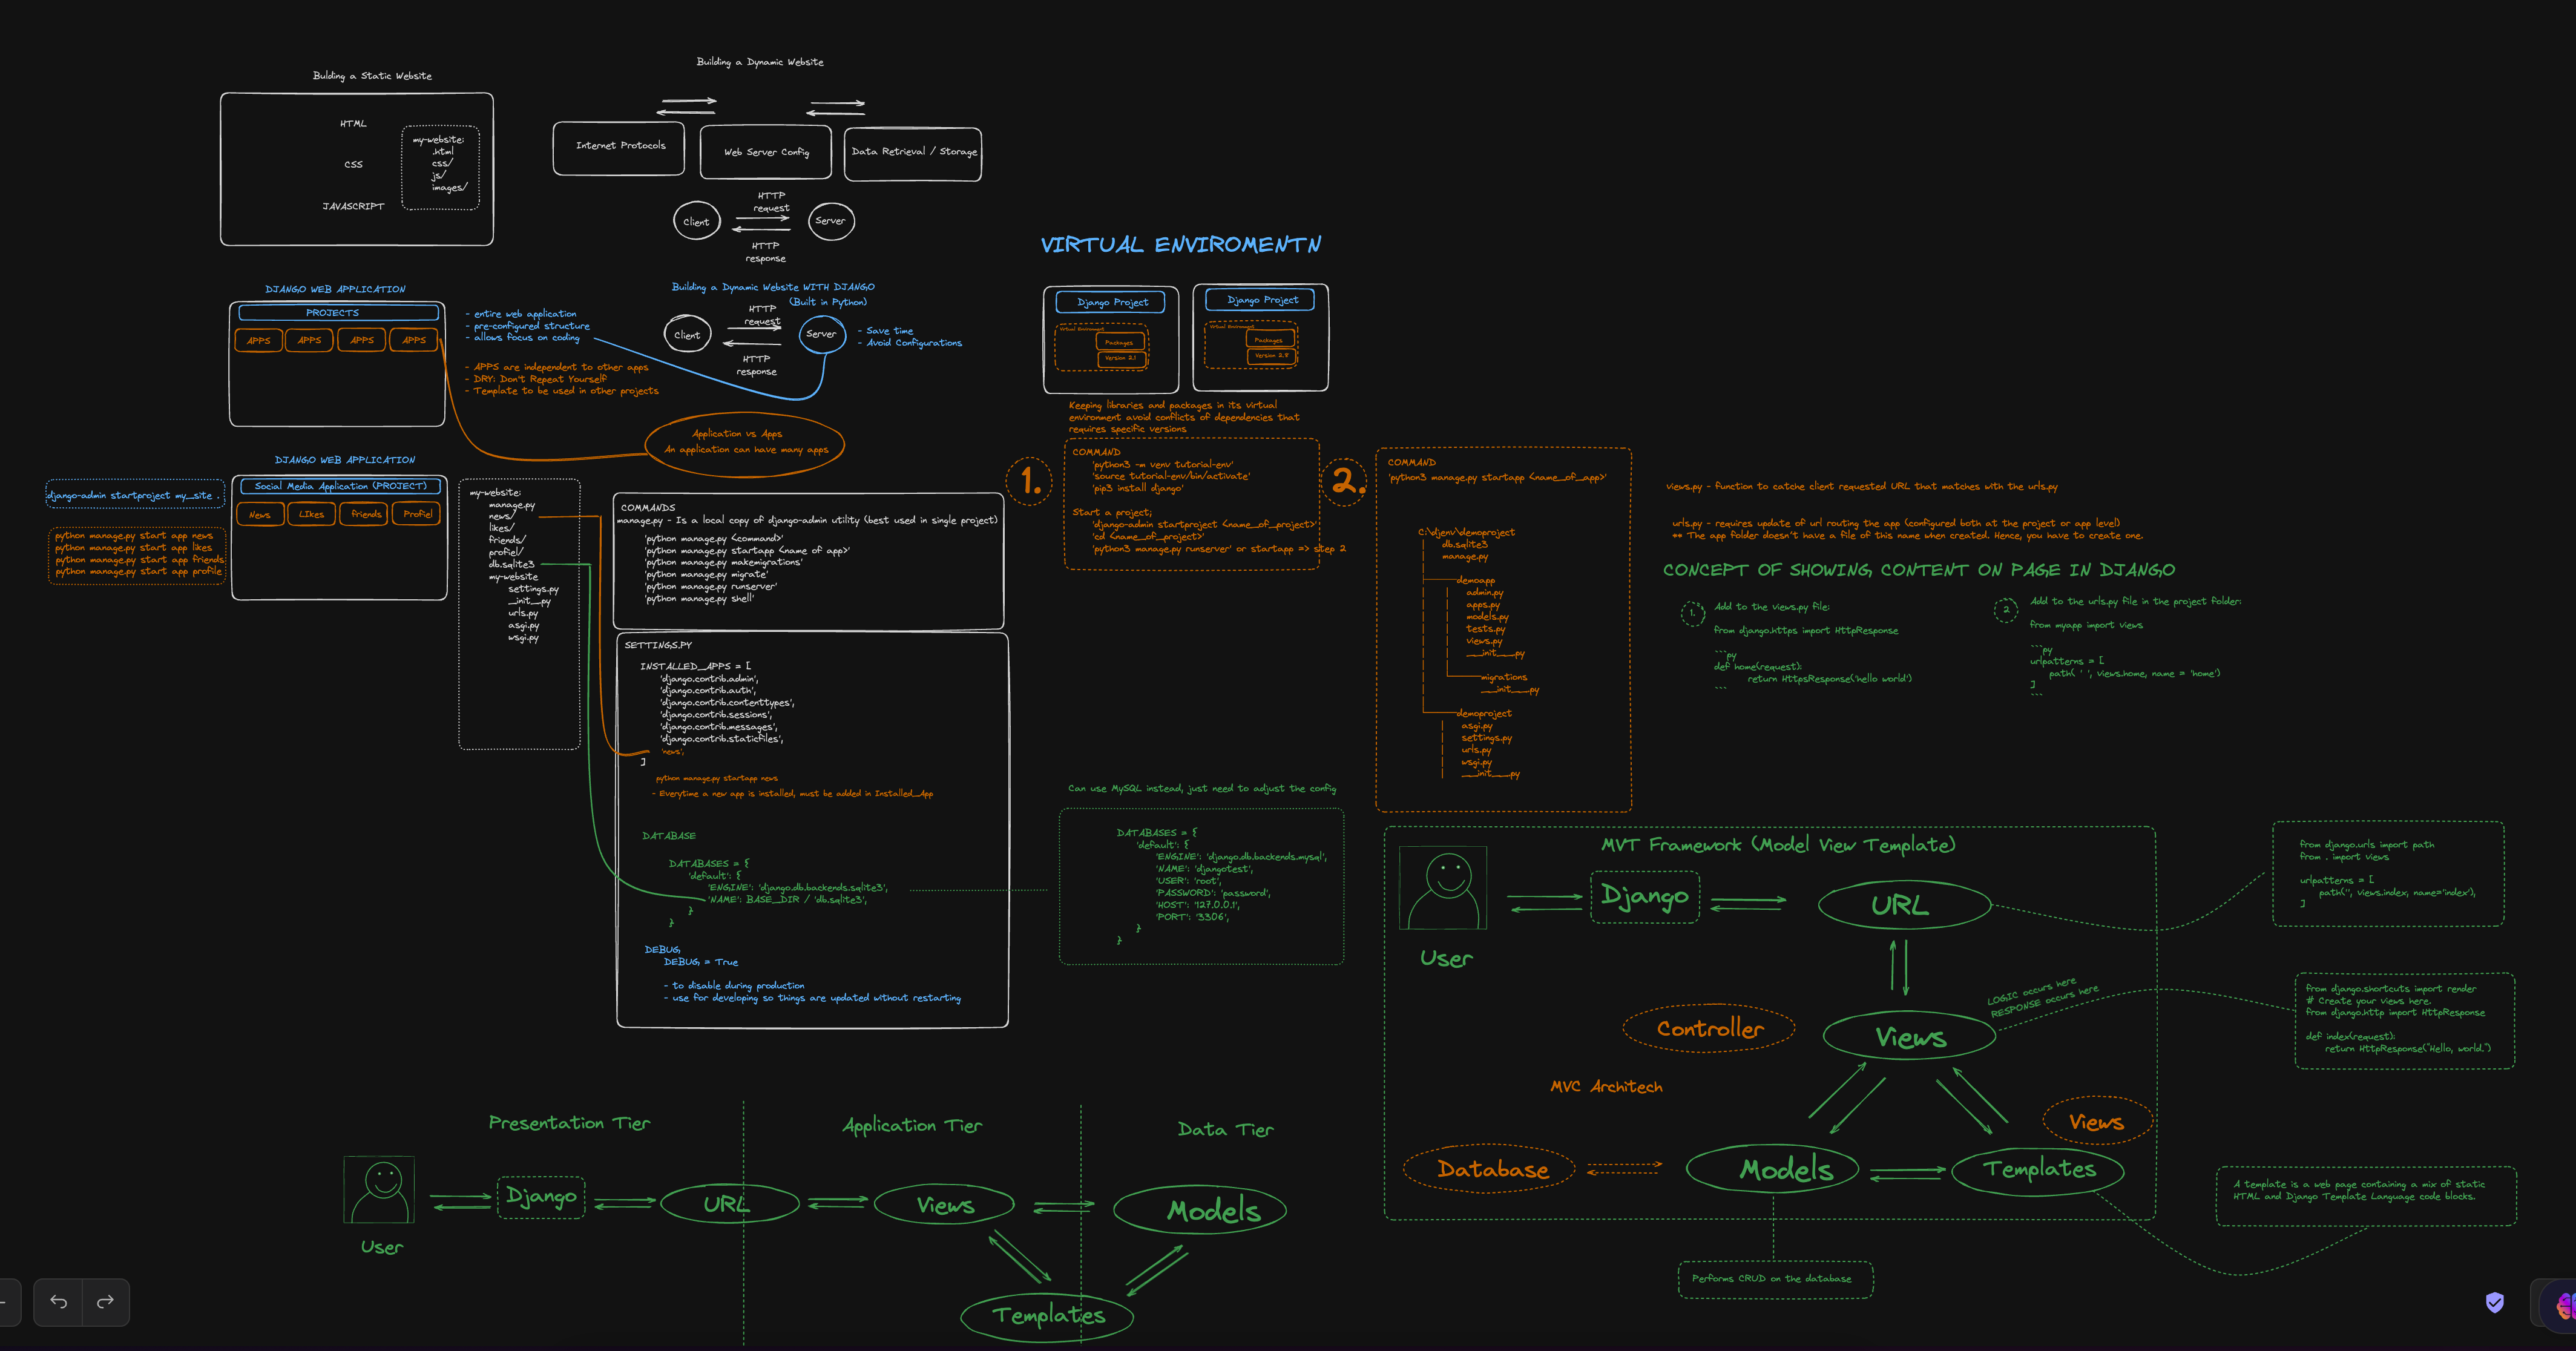 Bulding a Static Website
HTML
CSS
JAVASCRIPT
my-website:
.html
css/
js/
images/
Building a Dynamic Website
Internet Protocols
Web Server Config
Data Retrieval / Storage
HTTP
request
Client
Server
HTTP
response
DJANGO WEB APPLICATION
PROJECTS
APPS
APPS
APPS
APPS
- entire web application
- pre-configured structure
- allows focus on coding
- APPS are independent to other apps
- DRY: Don't Repeat Yourself
- Template to be used in other projects
Building a Dynamic Website WITH DJANGO
(Built in Python)
HTTP
request
Client
Server
HTTP
response
- Save time
- Avoid Configurations
Application vs Apps
An application can have many apps
DJANGO WEB APPLICATION
Social Media Application (PROJECT)
News
LIkes
friends
Profiel
django-admin startproject my_site .
python manage.py start app news
python manage.py start app likes
python manage.py start app friends
python manage.py start app profile
my-website:
manage.py
news/
likes/
friends/
profiel/
db.sqlite3
my-website
settings.py
__init__.py
urls.py
asgi.py
wsgi.py
COMMANDS
manage.py - Is a local copy of django-admin utility (best used in single project)
'python manage.py <command>'
'python manage.py startapp <name of app>'
'python manage.py makemigrations'
'python manage.py migrate'
'python manage.py runserver'
'python manage.py shell'
SETTINGS.PY
INSTALLED_APPS = [
'django.contrib.admin',
'django.contrib.auth',
'django.contrib.contenttypes',
'django.contrib.sessions',
'django.contrib.messages',
'django.contrib.staticfiles',
'news',
]
python manage.py startapp news
- Everytime a new app is installed, must be added in Installed_App
DATABASE
DATABASES = {
'default': {
'ENGINE': 'django.db.backends.sqlite3',
'NAME': BASE_DIR / 'db.sqlite3',
}
}
DEBUG
DEBUG = True
- to disable during production
- use for developing so things are updated without restarting
VIRTUAL ENVIROMENTN
Django Project
Virtual Environment
Packages
Version 2.1
Django Project
Virtual Environment
Packages
Version 2.8
Keeping libraries and packages in its virtual
environment avoid conflicts of dependencies that
requires specific versions
1.
COMMAND
'python3 -m venv tutorial-env'
'source tutorial-env/bin/activate'
'pip3 install django'
Start a project;
'django-admin startproject <name_of_project>'
'cd <name_of_project>'
'python3 manage.py runserver' or startapp => step 2
2.
COMMAND
'python3 manage.py startapp <name_of_app>'
C:\djenv\demoproject
db.sqlite3
manage.py
demoapp
admin.py
apps.py
models.py
tests.py
views.py
__init__.py
migrations
__init__.py
demoproject
asgi.py
settings.py
urls.py
wsgi.py
__init__.py
Can use MySQL instead, just need to adjust the config
DATABASES = {
'default': {
'ENGINE': 'django.db.backends.mysql',
'NAME': 'djangotest',
'USER': 'root',
'PASSWORD': 'password',
'HOST': '127.0.0.1',
'PORT': '3306',
}
}
views.py - function to catche client requested URL that matches with the urls.py
urls.py - requires update of url routing the app (configured both at the project or app level)
** The app folder doesn't have a file of this name when created. Hence, you have to create one.
CONCEPT OF SHOWING CONTENT ON PAGE IN DJANGO
1.
Add to the views.py file:
from django.https import HttpResponse
```py
def home(request):
return HttpsResponse('hello world')
```
2
Add to the urls.py file in the project folder:
from myapp import views
```py
urlpatterns = [
path( ' ', views.home, name = 'home')
]
```
MVT Framework (Model View Template)
User
Django
URL
Views
LOGIC occurs here
RESPONSE occurs here
Controller
MVC Architech
Views
Database
Models
Templates
Performs CRUD on the database
from django.urls import path
from . import views
urlpatterns = [
path('', views.index, name='index'),
]
from django.shortcuts import render
# Create your views here.
from django.http import HttpResponse
def index(request):
return HttpResponse("Hello, world.")
A template is a web page containing a mix of static
HTML and Django Template Language code blocks.
Presentation Tier
Application Tier
Data Tier
User
Django
URL
Views
Models
Templates